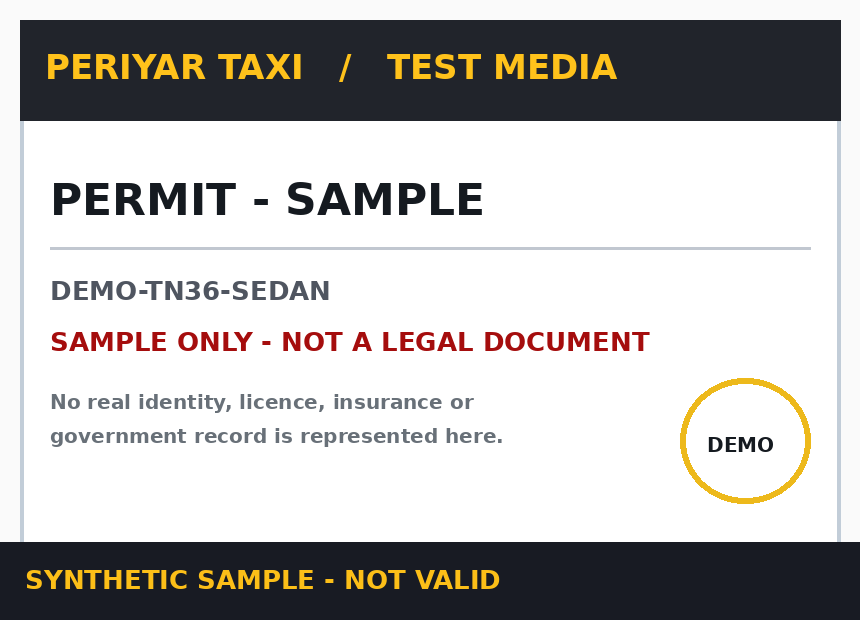 PERIYAR TAXI / TEST MEDIA
PERMIT - SAMPLE
DEMO-TN36-SEDAN
SAMPLE ONLY - NOT A LEGAL DOCUMENT
No real identity, licence, insurance or
government record is represented here.
DEMO
SYNTHETIC SAMPLE - NOT VALID